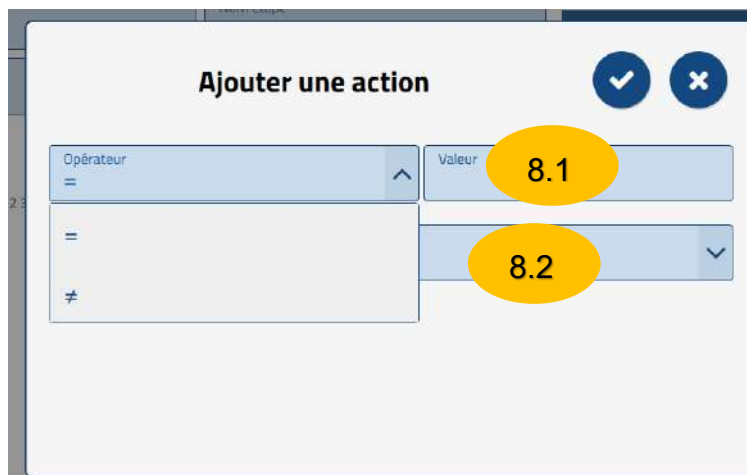 Ajouter une action
Opérateur
=
Valeur
8.1
=
8.2
≠